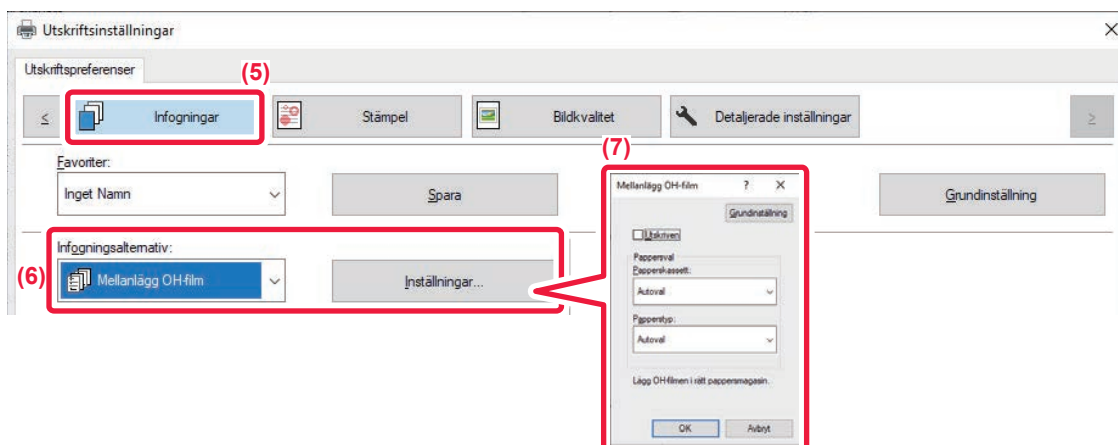 Utskriftsinställningar
Utskriftspreferenser
(5)
< Infogningar Stämpel Bildkvalitet Detaljerade inställningar >
(7)
Favoriter:
Inget Namn Spara Grundinställning
Mellanlägg OH-film ? X
Grundinställning
Utskriven
Infogningsalternativ:
(6) Mellanlägg OH-film Inställningar...
Pappersval
Papperskassett:
Autoval
Papperstyp:
Autoval
Lägg OH-filmen i rätt pappersmagasin.
OK Avbryt